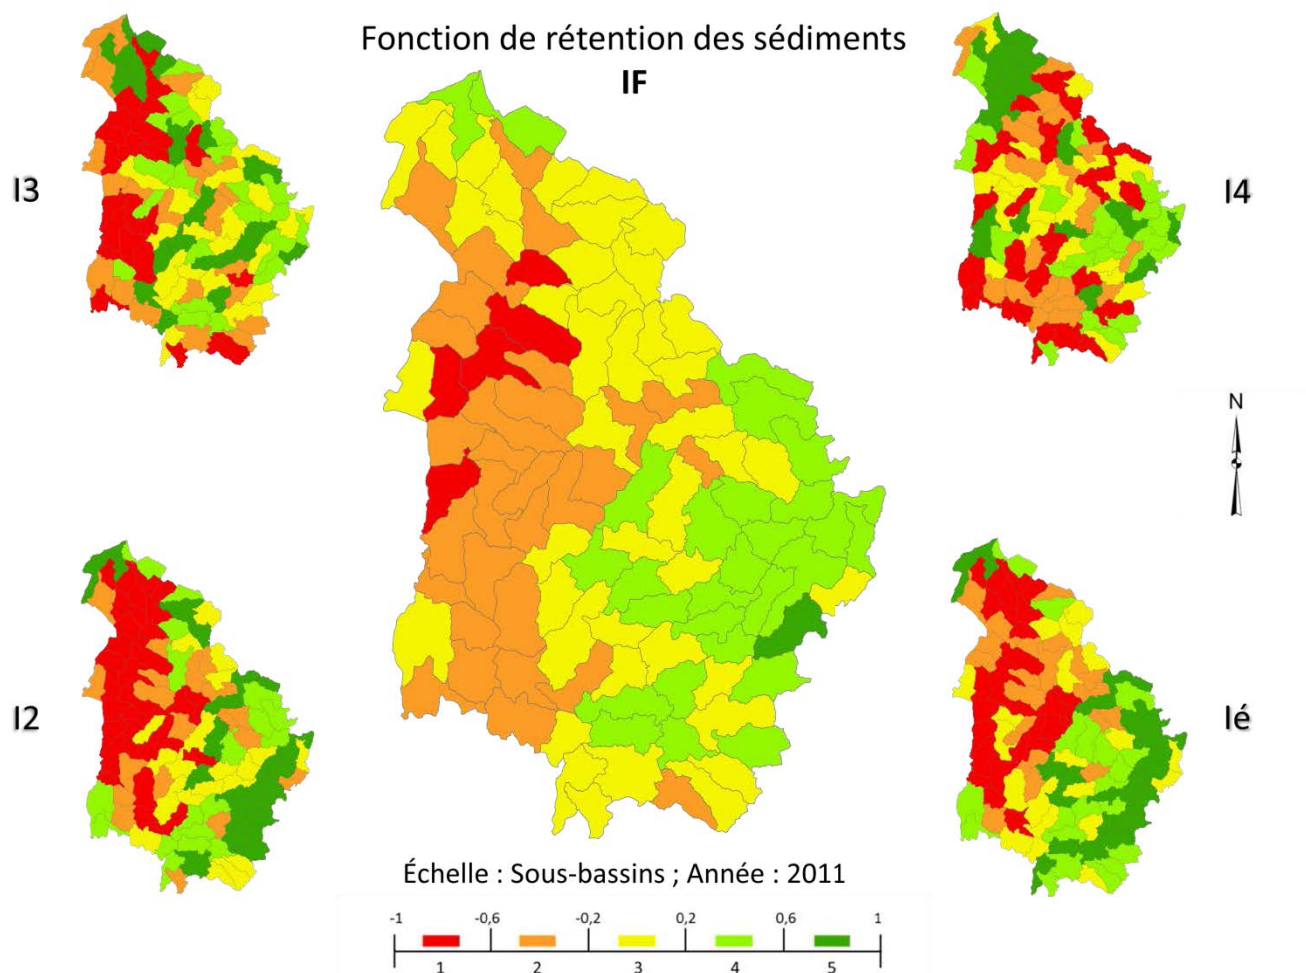 Fonction de rétention des sédiments
IF
I3
I4
N
I2
Ié
Échelle : Sous-bassins ; Année : 2011
-1 -0,6 -0,2 0,2 0,6 1
1 2 3 4 5